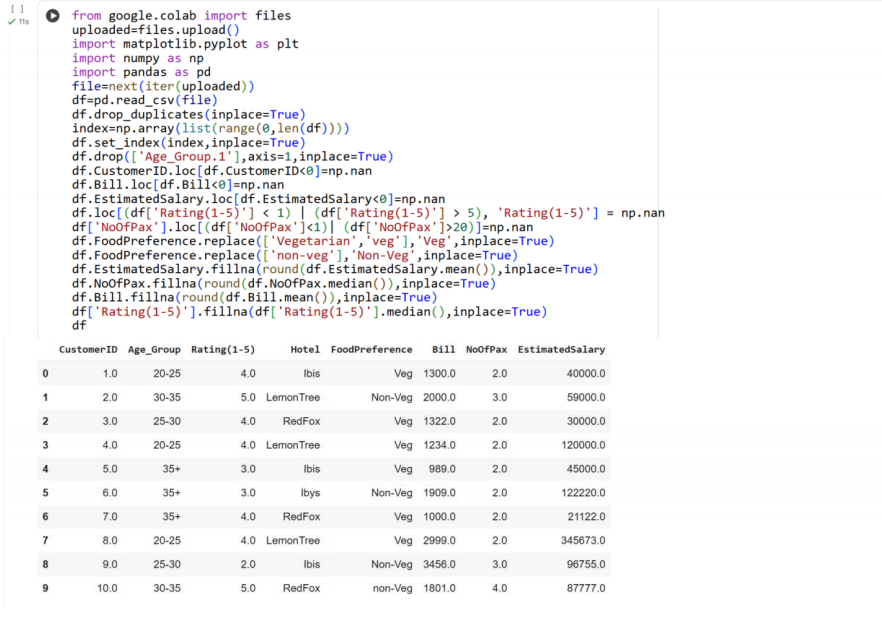 [ ]
✓ 11s
from google.colab import files
uploaded=files.upload()
import matplotlib.pyplot as plt
import numpy as np
import pandas as pd
file=next(iter(uploaded))
df=pd.read_csv(file)
df.drop_duplicates(inplace=True)
index=np.array(list(range(0,len(df))))
df.set_index(index,inplace=True)
df.drop(['Age_Group.1'],axis=1,inplace=True)
df.CustomerID.loc[df.CustomerID<0]=np.nan
df.Bill.loc[df.Bill<0]=np.nan
df.EstimatedSalary.loc[df.EstimatedSalary<0]=np.nan
df.loc[(df['Rating(1-5)'] < 1) | (df['Rating(1-5)'] > 5), 'Rating(1-5)'] = np.nan
df['NoOfPax'].loc[(df['NoOfPax']<1)| (df['NoOfPax']>20)]=np.nan
df.FoodPreference.replace(['Vegetarian','veg'],'Veg',inplace=True)
df.FoodPreference.replace(['non-veg'],'Non-Veg',inplace=True)
df.EstimatedSalary.fillna(round(df.EstimatedSalary.mean()),inplace=True)
df.NoOfPax.fillna(round(df.NoOfPax.median()),inplace=True)
df.Bill.fillna(round(df.Bill.mean()),inplace=True)
df['Rating(1-5)'].fillna(df['Rating(1-5)'].median(),inplace=True)
df
CustomerID Age_Group Rating(1-5) Hotel FoodPreference Bill NoOfPax EstimatedSalary
0 1.0 20-25 4.0 Ibis Veg 1300.0 2.0 40000.0
1 2.0 30-35 5.0 LemonTree Non-Veg 2000.0 3.0 59000.0
2 3.0 25-30 4.0 RedFox Veg 1322.0 2.0 30000.0
3 4.0 20-25 4.0 LemonTree Veg 1234.0 2.0 120000.0
4 5.0 35+ 3.0 Ibis Veg 989.0 2.0 45000.0
5 6.0 35+ 3.0 Ibys Non-Veg 1909.0 2.0 122220.0
6 7.0 35+ 4.0 RedFox Veg 1000.0 2.0 21122.0
7 8.0 20-25 4.0 LemonTree Veg 2999.0 2.0 345673.0
8 9.0 25-30 2.0 Ibis Non-Veg 3456.0 3.0 96755.0
9 10.0 30-35 5.0 RedFox non-Veg 1801.0 4.0 87777.0